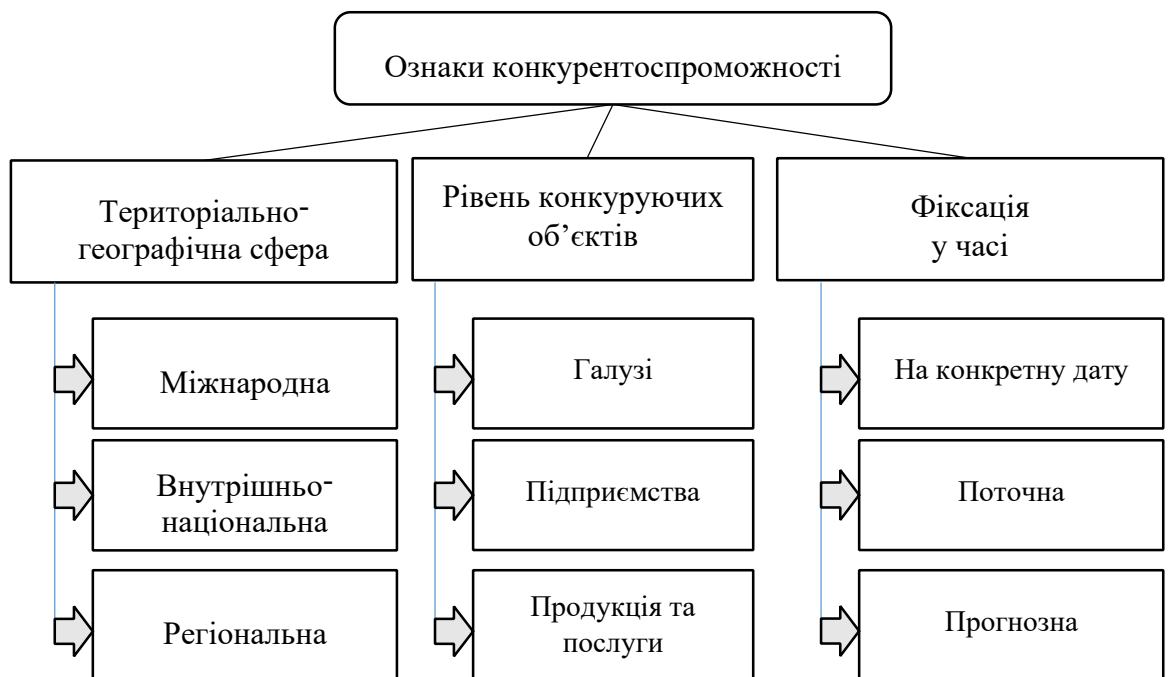 Ознаки конкурентоспроможності
Територіально-
географічна сфера
Рівень конкуруючих
об’єктів
Фіксація
у часі
Міжнародна
Внутрішньо-
національна
Регіональна
Галузі
Підприємства
Продукція та
послуги
На конкретну дату
Поточна
Прогнозна